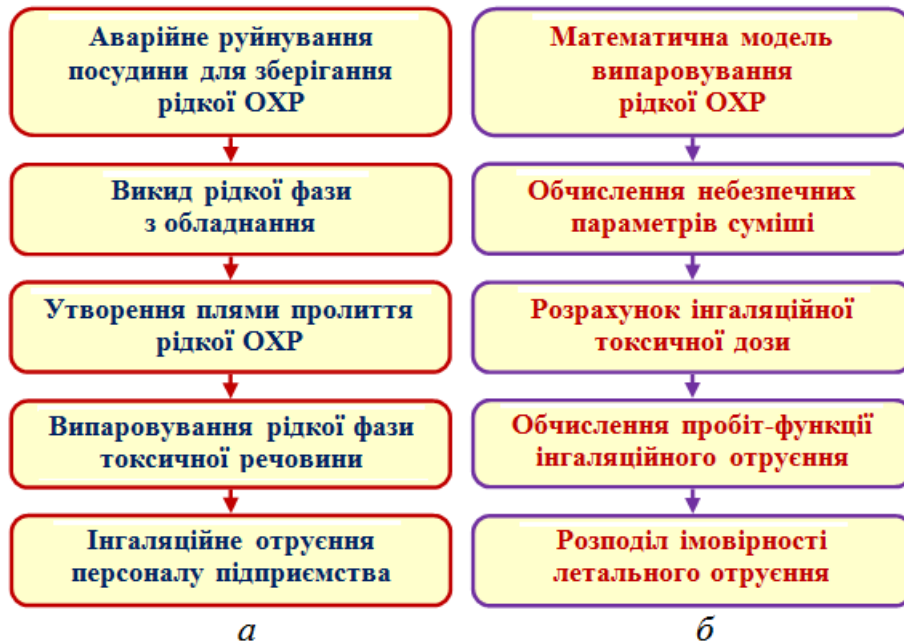 Аварійне руйнування
посудини для зберігання
рідкої ОХР
Викид рідкої фази
з обладнання
Утворення плями пролиття
рідкої ОХР
Випаровування рідкої фази
токсичної речовини
Інгаляційне отруєння
персоналу підприємства
а
Математична модель
випаровування
рідкої ОХР
Обчислення небезпечних
параметрів суміші
Розрахунок інгаляційної
токсичної дози
Обчислення пробіт-функції
інгаляційного отруєння
Розподіл імовірності
летального отруєння
б